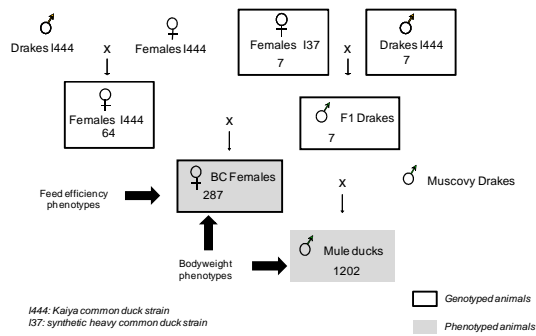 Drakes I444
x
Females I444
Females I37
7
x
Drakes I444
7
Females I444
64
x
F1 Drakes
7
BC Females
287
x
Muscovy Drakes
Feed efficiency
phenotypes
Bodyweight
phenotypes
Mule ducks
1202
I444: Kaiya common duck strain
I37: synthetic heavy common duck strain
Genotyped animals
Phenotyped animals